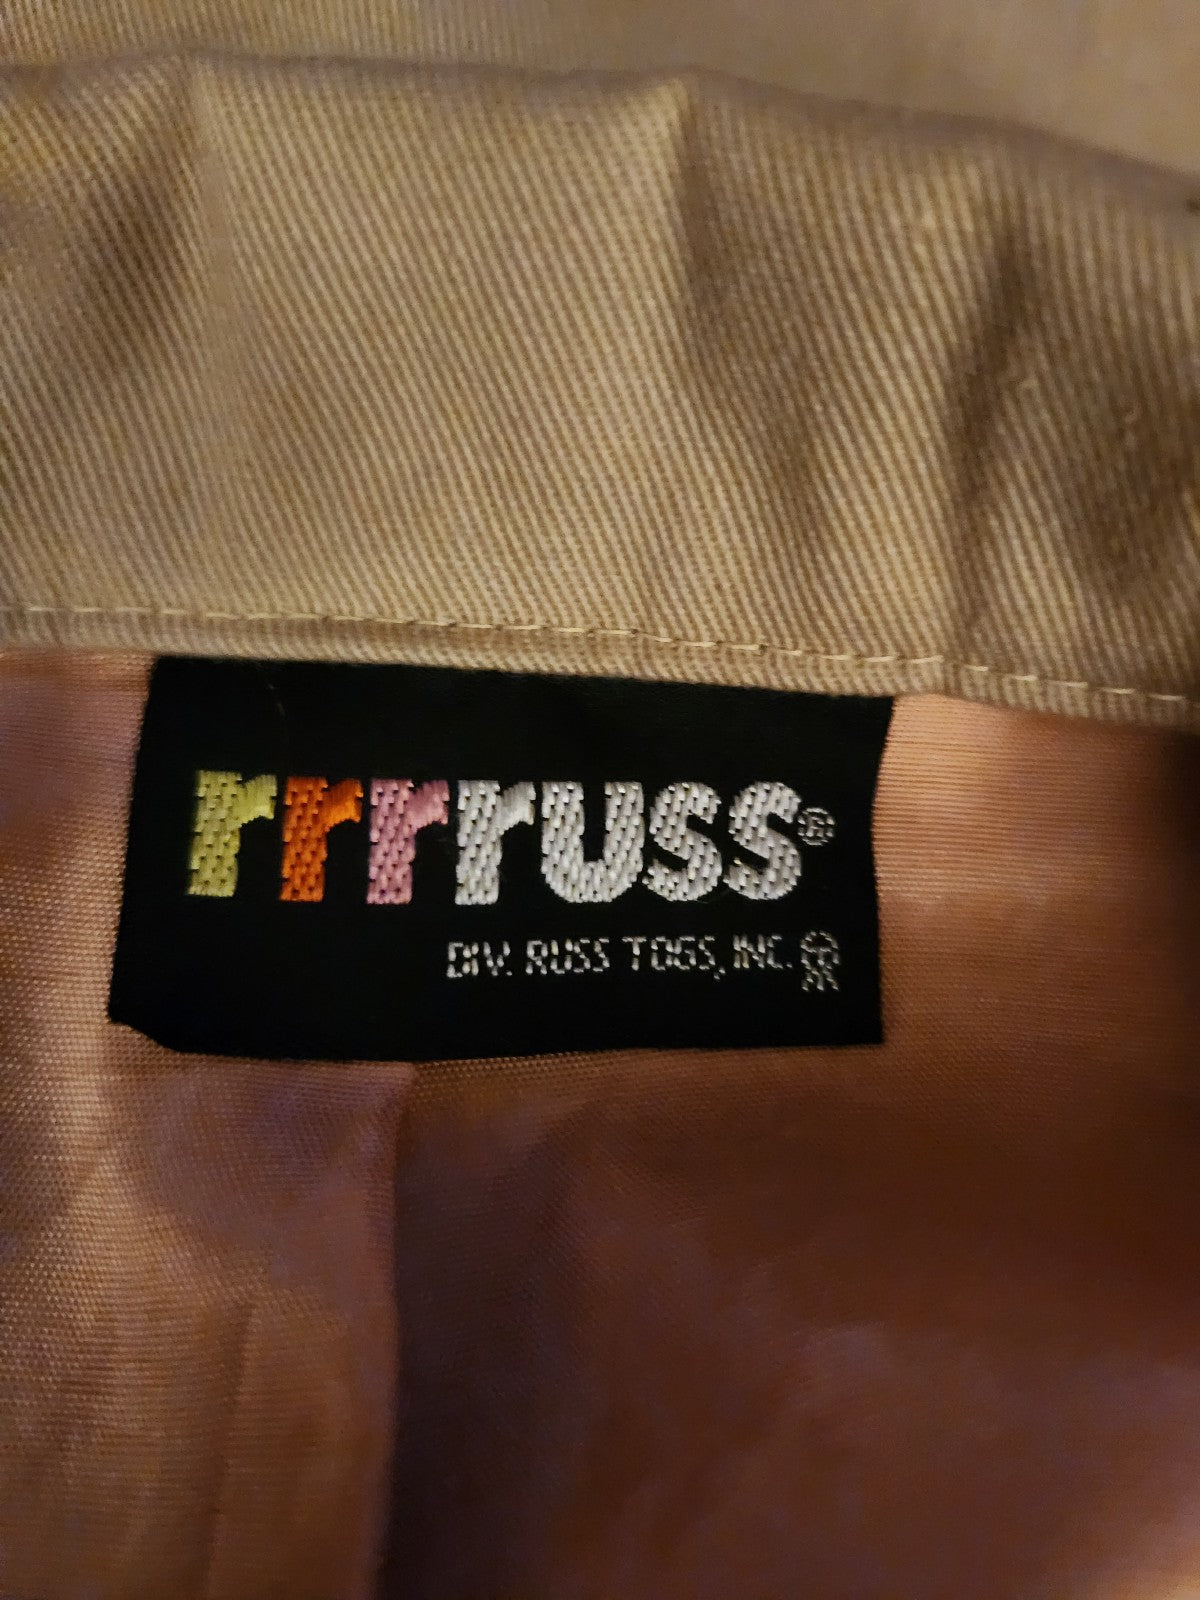 rrrruss®
DIV. RUSS TOGS, INC.